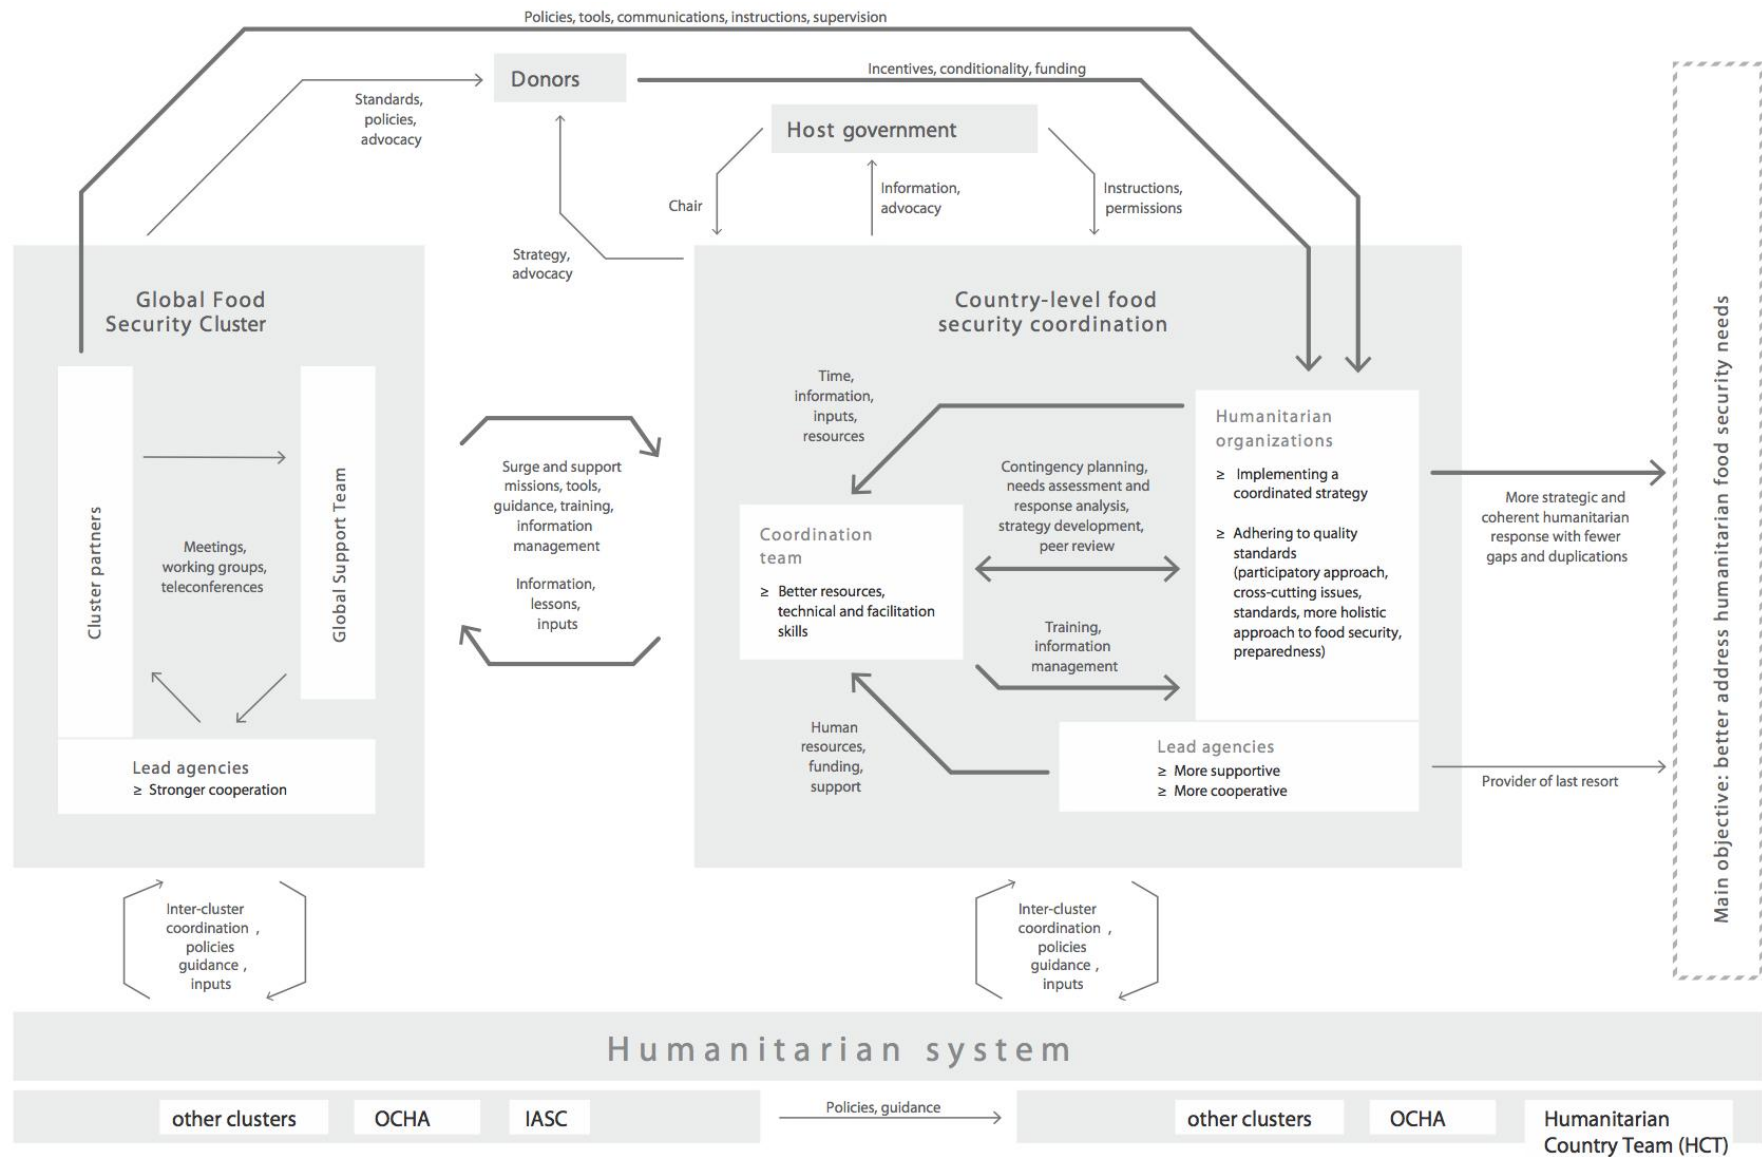 Policies, tools, communications, instructions, supervision
Donors
Incentives, conditionality, funding
Standards,
policies,
advocacy
Host government
Chair
Information,
advocacy
Instructions,
permissions
Strategy,
advocacy
Global Food
Security Cluster
Cluster partners
Global Support Team
Meetings,
working groups,
teleconferences
Lead agencies
≥ Stronger cooperation
Surge and support
missions, tools,
guidance, training,
information
management
Information,
lessons,
inputs
Country-level food
security coordination
Time,
information,
inputs,
resources
Coordination
team
≥ Better resources,
technical and facilitation
skills
Contingency planning,
needs assessment and
response analysis,
strategy development,
peer review
Training,
information
management
Human
resources,
funding,
support
Humanitarian
organizations
≥ Implementing a
coordinated strategy
≥ Adhering to quality
standards
(participatory approach,
cross-cutting issues,
standards, more holistic
approach to food security,
preparedness)
Lead agencies
≥ More supportive
≥ More cooperative
More strategic and
coherent humanitarian
response with fewer
gaps and duplications
Provider of last resort
Main objective: better address humanitarian food security needs
Inter-cluster
coordination ,
policies
guidance ,
inputs
Inter-cluster
coordination ,
policies
guidance ,
inputs
Humanitarian system
other clusters
OCHA
IASC
Policies, guidance
other clusters
OCHA
Humanitarian
Country Team (HCT)